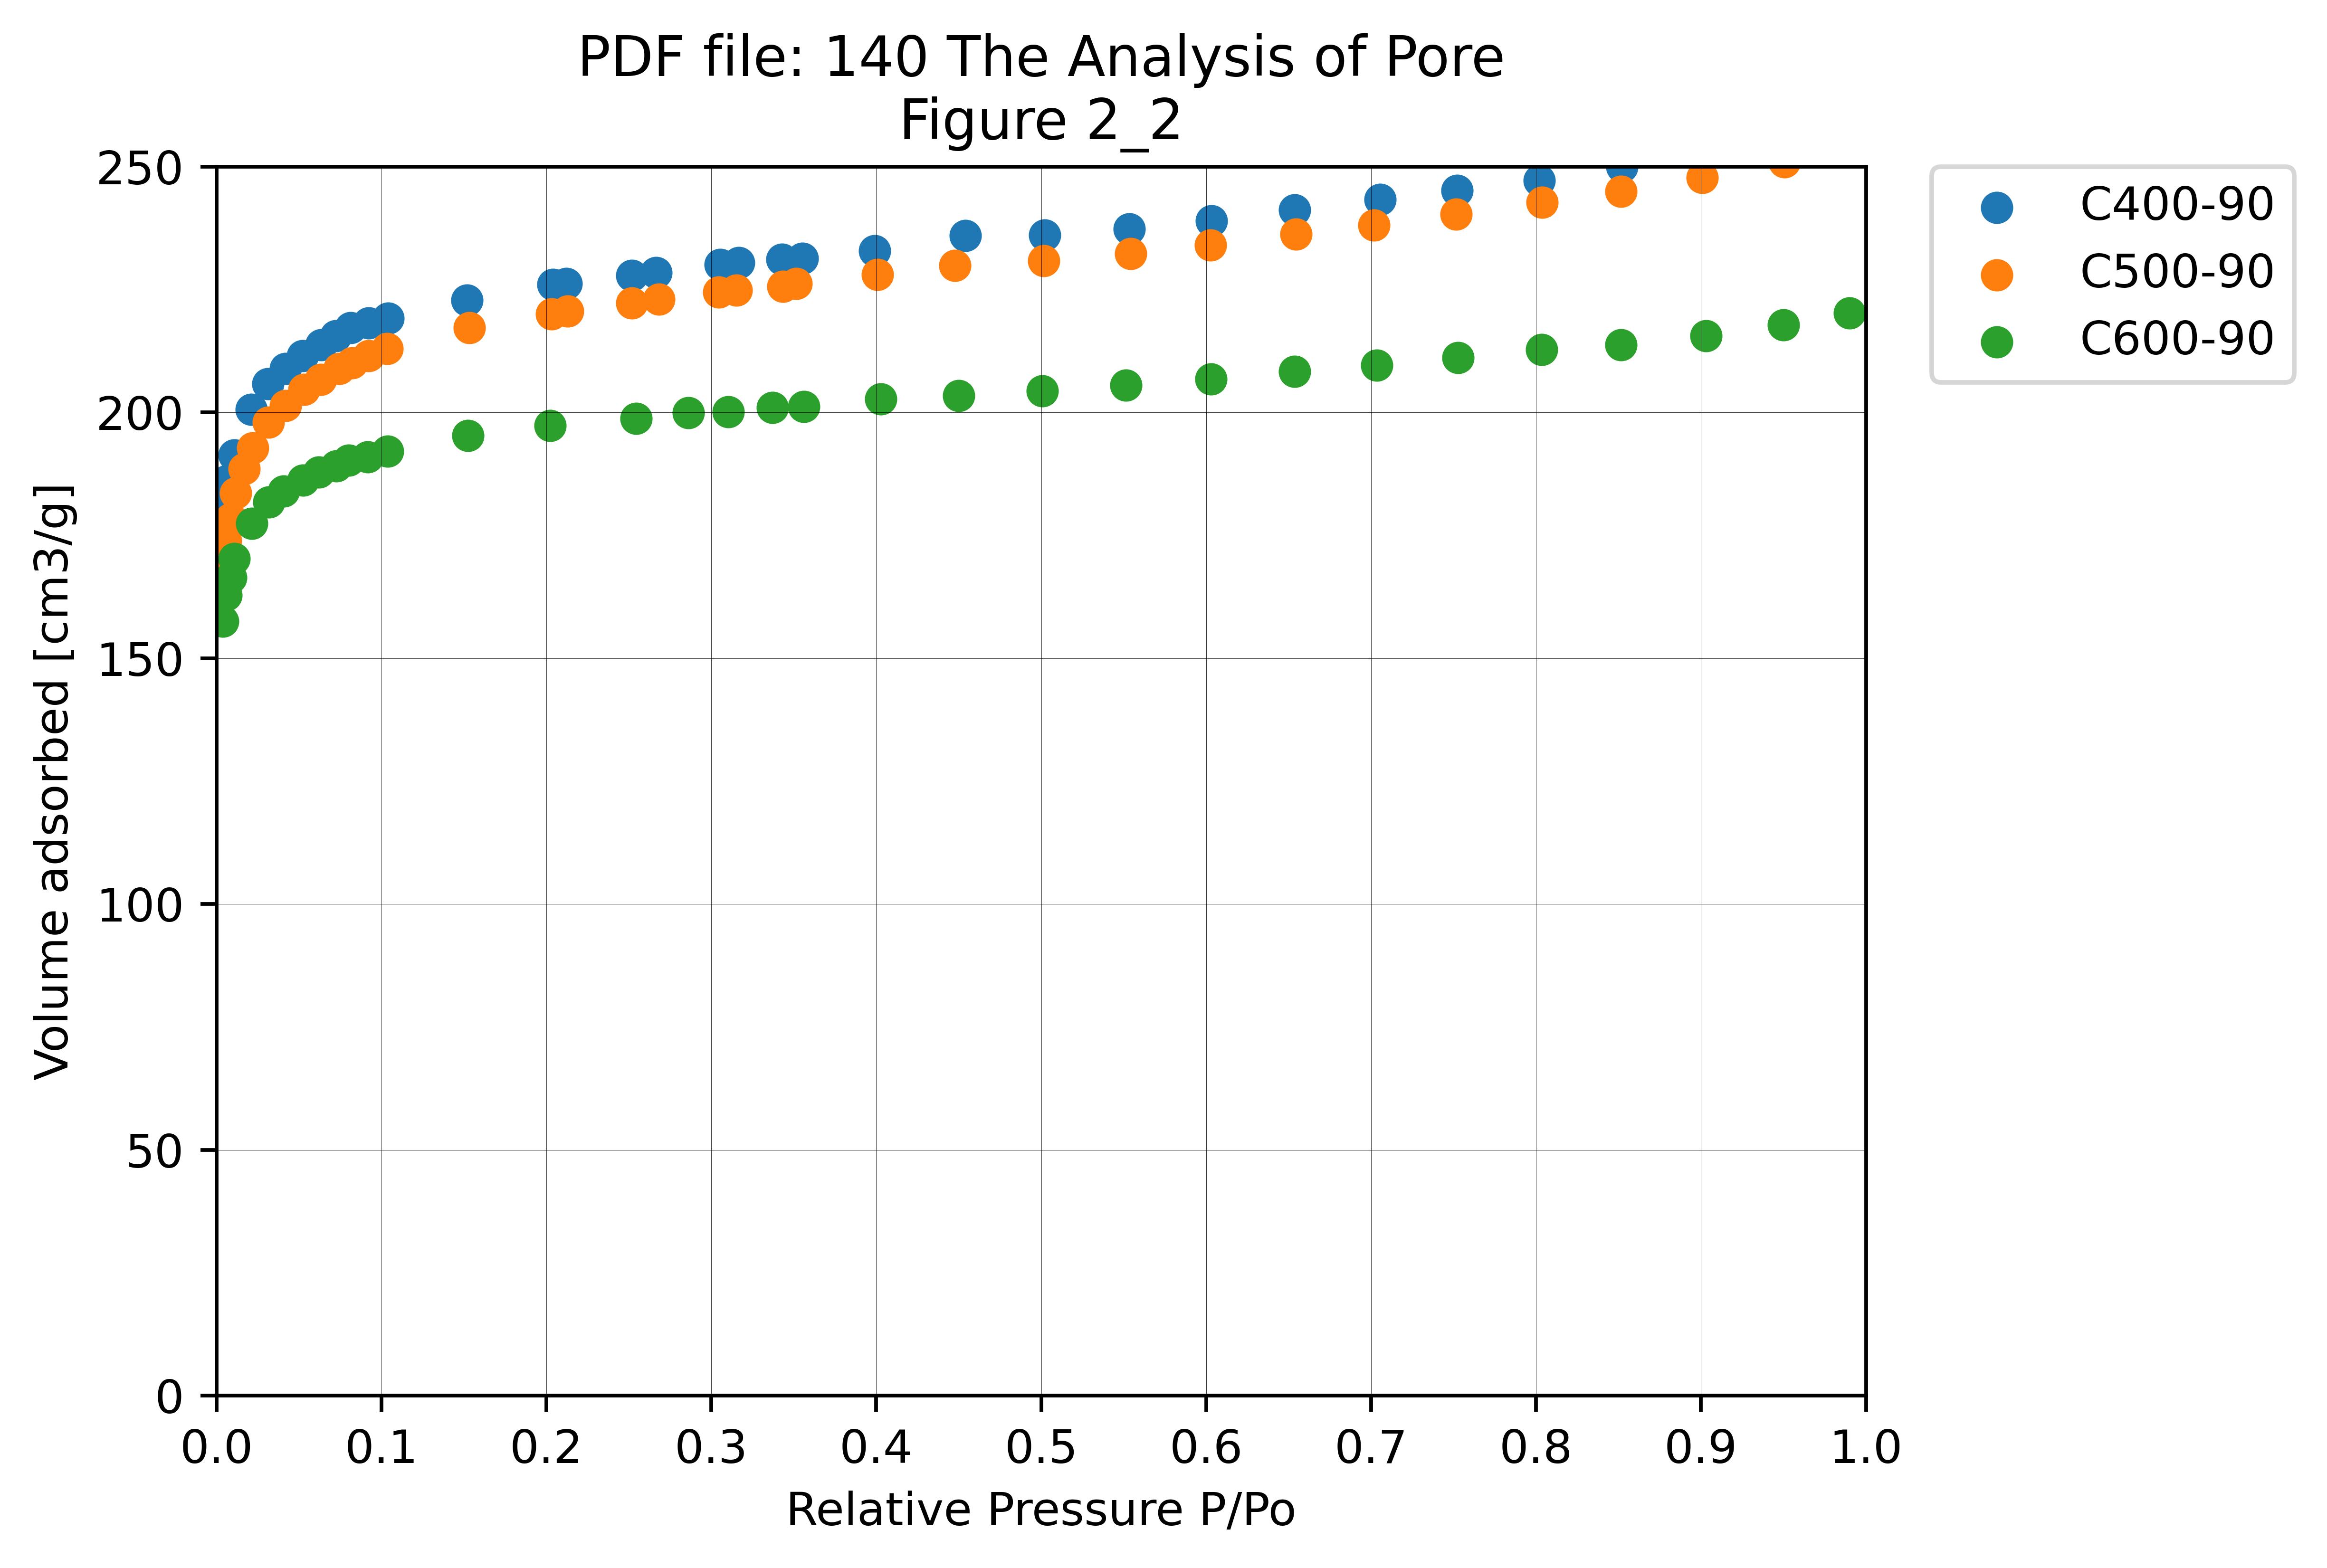 PDF file: 140 The Analysis of Pore
Figure 2_2
250
200
150
100
50
0
Volume adsorbed [cm3/g]
0.0 0.1 0.2 0.3 0.4 0.5 0.6 0.7 0.8 0.9 1.0
Relative Pressure P/Po
C400-90
C500-90
C600-90